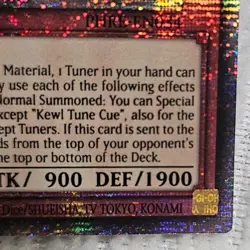 Material, 1 Tuner in your hand can
y use each of the following effects
Normal Summoned: You can Special
xcept "Kewl Tune Cue", also for the
ept Tuners. If this card is sent to the
ds from the top of your opponent's
he top or bottom of the Deck.
TK/ 900 DEF/1900
Dice/SHUEISHA, TV TOKYO, KONAMI